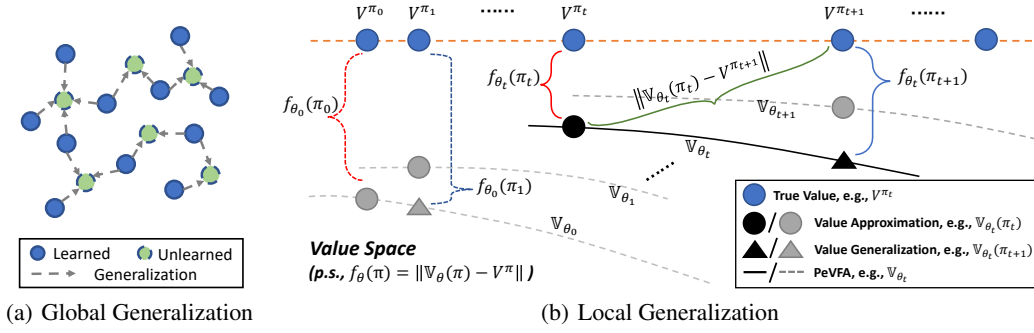 V^{π_0} V^{π_1} ...... V^{π_t} V^{π_{t+1}} ......
f_{θ_0}(π_0)
f_{θ_0}(π_1)
f_{θ_t}(π_t)
‖𝕍_{θ_t}(π_t) − V^{π_{t+1}}‖
f_{θ_t}(π_{t+1})
𝕍_{θ_{t+1}}
𝕍_{θ_t}
......
𝕍_{θ_1}
𝕍_{θ_0}
Value Space
(p.s., f_θ(π) = ‖𝕍_θ(π) − V^π‖ )
Learned Unlearned
Generalization
True Value, e.g., V^{π_t}
/ Value Approximation, e.g., 𝕍_{θ_t}(π_t)
/ Value Generalization, e.g., 𝕍_{θ_t}(π_{t+1})
/ PeVFA, e.g., 𝕍_{θ_t}
(a) Global Generalization
(b) Local Generalization